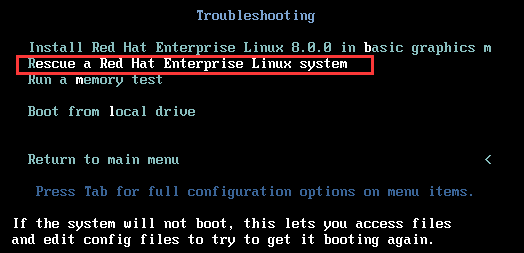 Troubleshooting
Install Red Hat Enterprise Linux 8.0.0 in basic graphics m
Rescue a Red Hat Enterprise Linux system
Run a memory test
Boot from local drive
Return to main menu <
Press Tab for full configuration options on menu items.
If the system will not boot, this lets you access files
and edit config files to try to get it booting again.